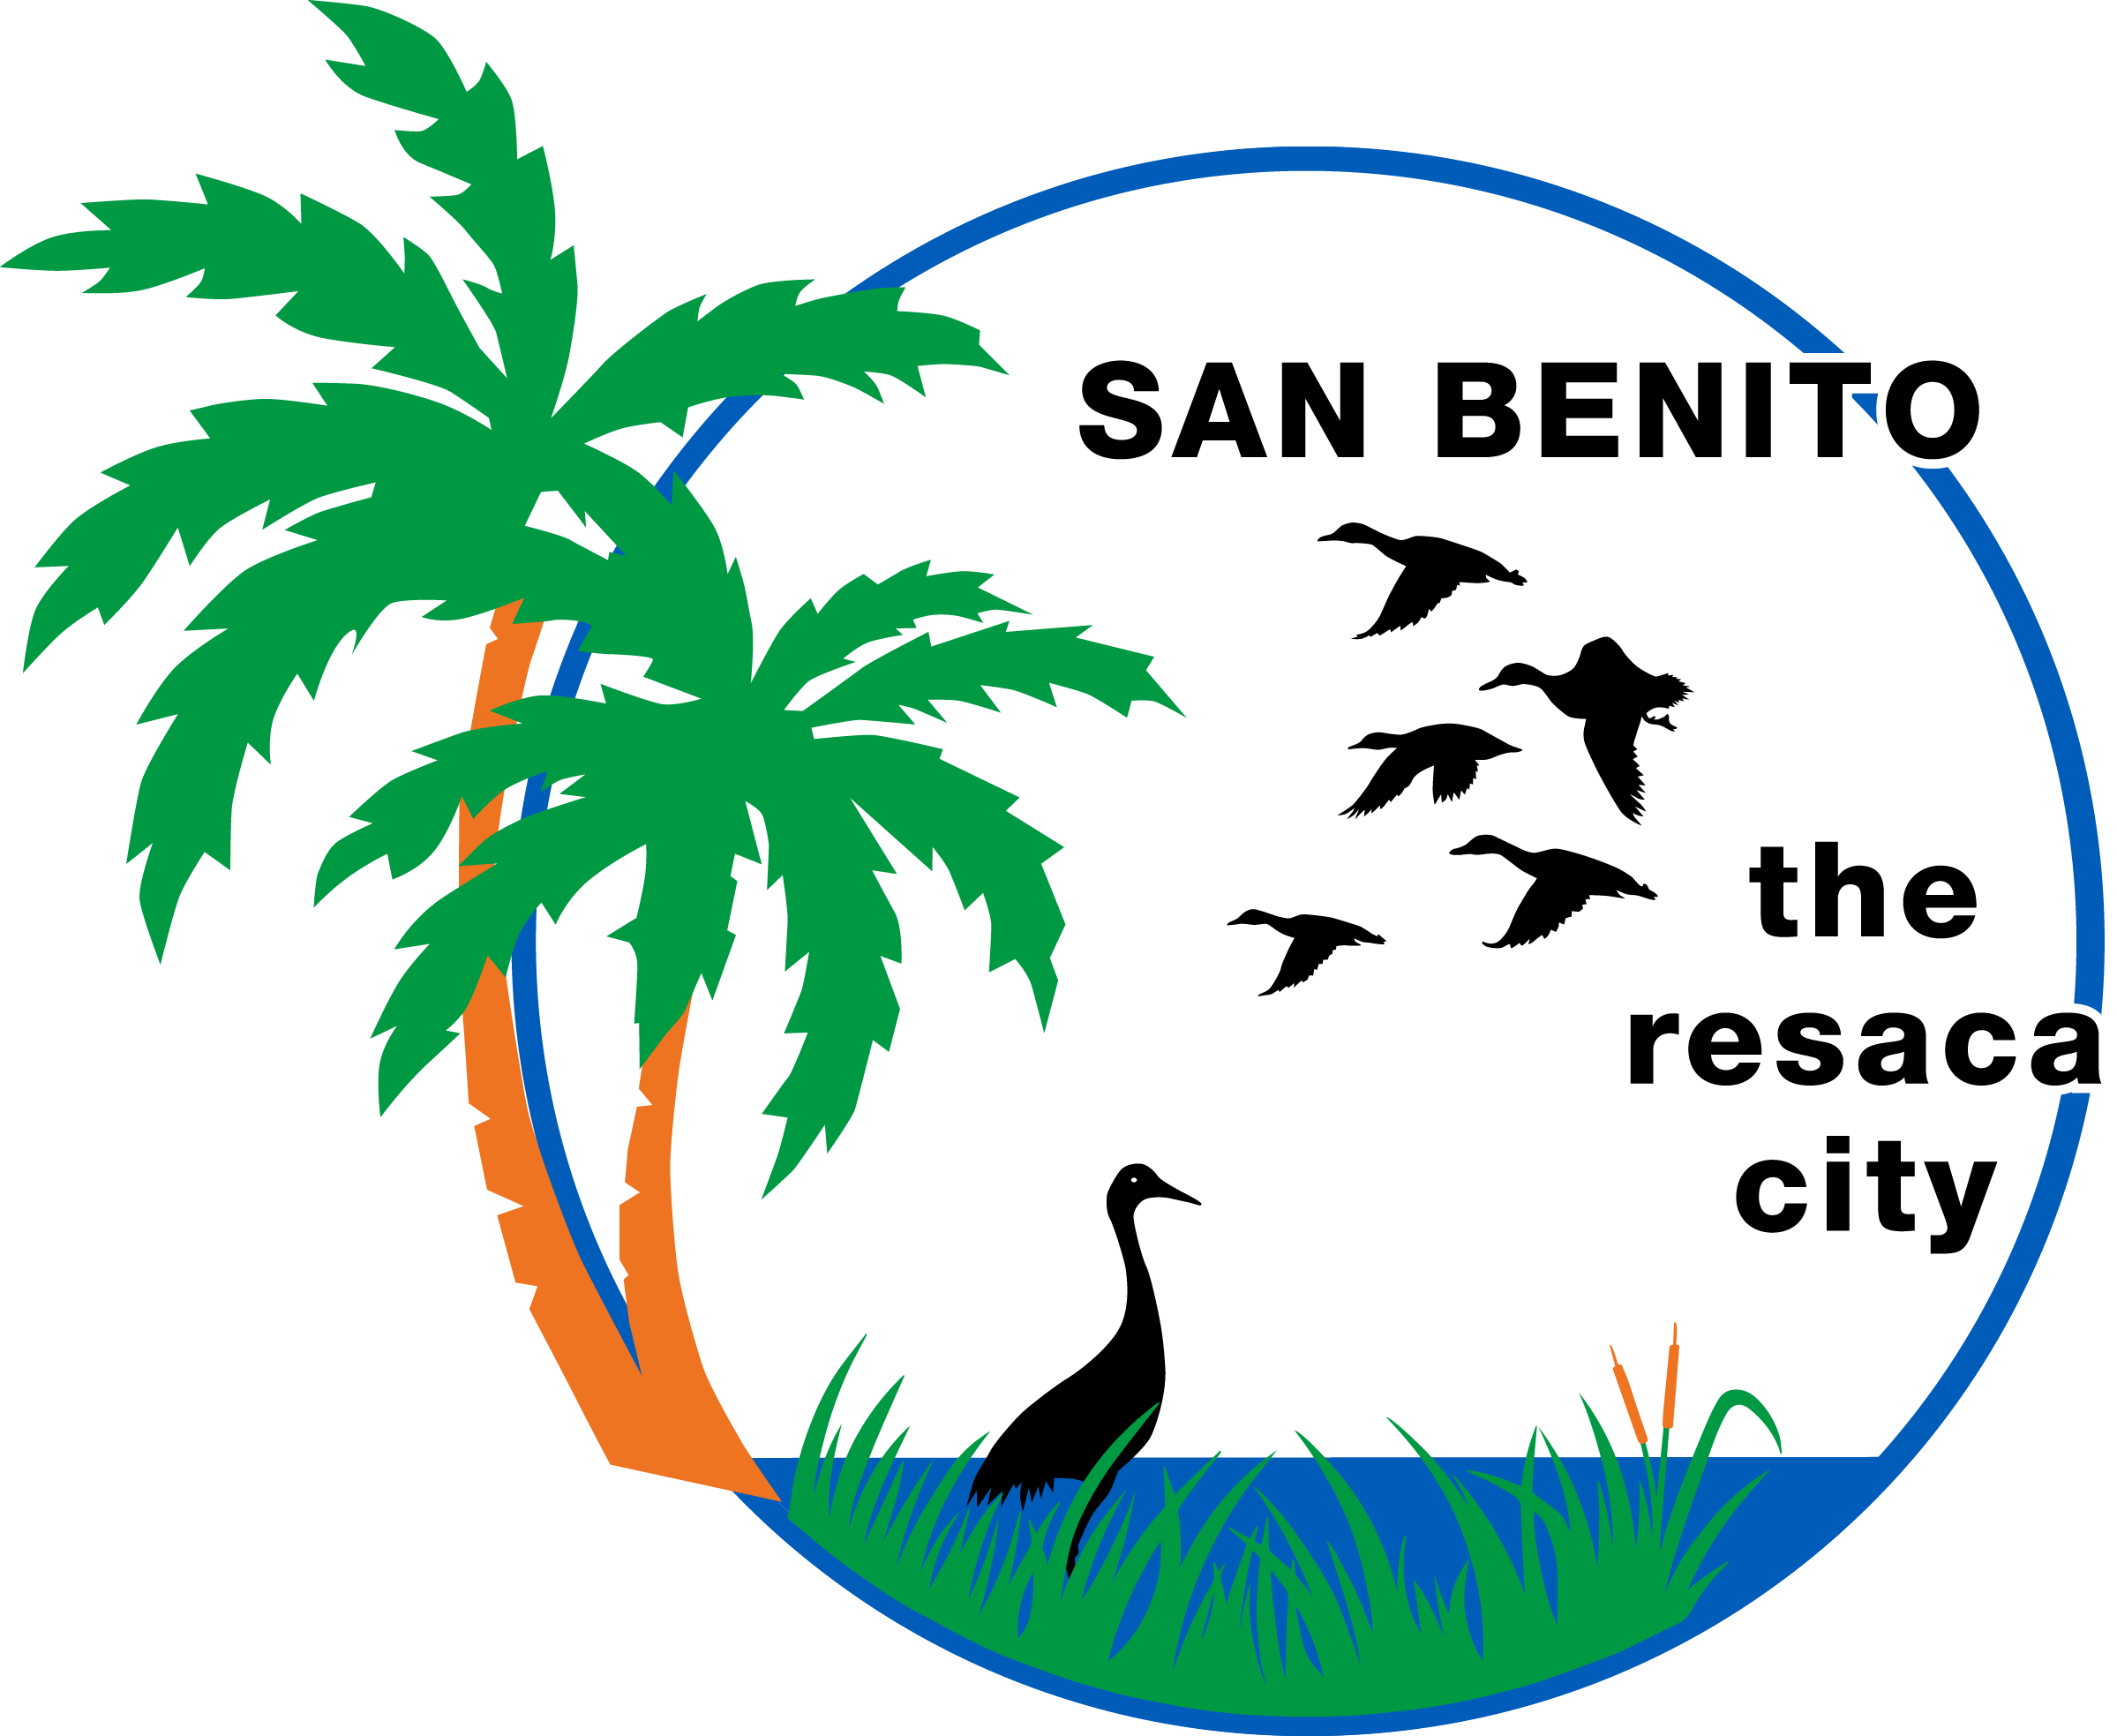 SAN BENITO
the
resaca
city